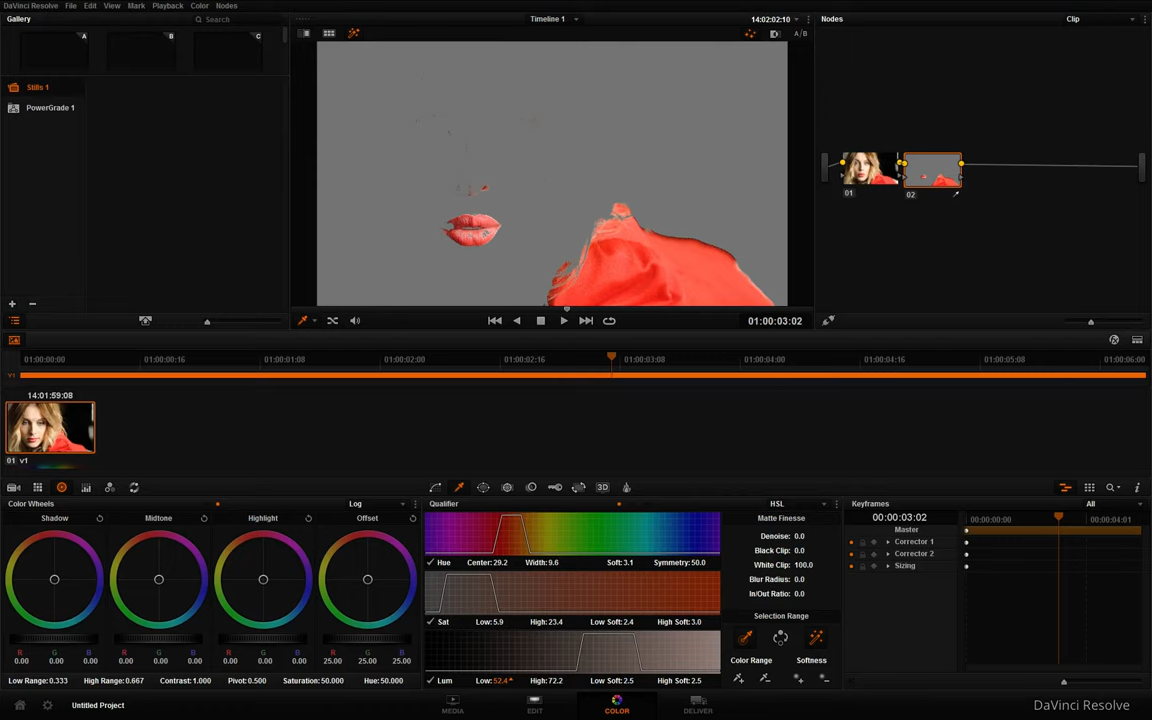 DaVinci Resolve File Edit View Mark Playback Color Nodes
Gallery Search Timeline 1 14:02:02:10 Nodes Clip
A/B
A B C
Stills 1
PowerGrade 1
01 02
01:00:03:02
01:00:00:00 01:00:00:16 01:00:01:08 01:00:02:00 01:00:02:16 01:00:03:08 01:00:04:00 01:00:04:16 01:00:05:08 01:00:06:00
V1
14:01:59:08
01 v1
3D All
Color Wheels Log Qualifier HSL Keyframes All
Shadow Midtone Highlight Offset
Matte Finesse
Denoise: 0.0
Black Clip: 0.0
White Clip: 100.0
Blur Radius: 0.0
In/Out Ratio: 0.0
00:00:03:02 00:00:00:00 00:00:04:01
Master
Corrector 1
Corrector 2
Sizing
Hue Center: 29.2 Width: 9.6 Soft: 3.1 Symmetry: 50.0
Sat Low: 5.9 High: 23.4 Low Soft: 2.4 High Soft: 3.0
Selection Range
Color Range Softness
R G B R G B R G B R G B
0.00 0.00 0.00 0.00 0.00 0.00 0.00 0.00 0.00 25.00 25.00 25.00
Low Range: 0.333 High Range: 0.667 Contrast: 1.000 Pivot: 0.500 Saturation: 50.000 Hue: 50.000
Lum Low: 52.4 High: 72.2 Low Soft: 2.5 High Soft: 2.5
Untitled Project MEDIA EDIT COLOR DELIVER DaVinci Resolve